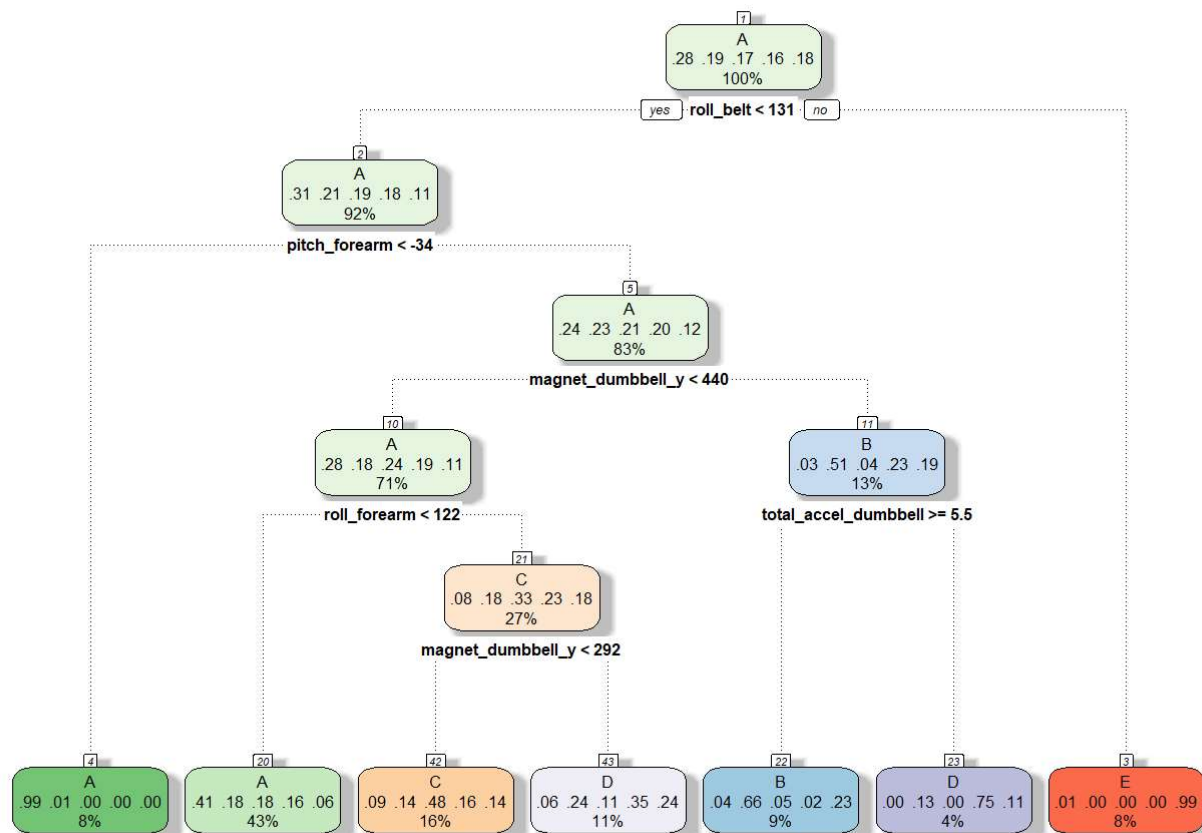 1
A
.28 .19 .17 .16 .18
100%
yes roll_belt < 131 no
2
A
.31 .21 .19 .18 .11
92%
pitch_forearm < -34
5
A
.24 .23 .21 .20 .12
83%
magnet_dumbbell_y < 440
10
A
.28 .18 .24 .19 .11
71%
roll_forearm < 122
11
B
.03 .51 .04 .23 .19
13%
total_accel_dumbbell >= 5.5
21
C
.08 .18 .33 .23 .18
27%
magnet_dumbbell_y < 292
4
A
.99 .01 .00 .00 .00
8%
20
A
.41 .18 .18 .16 .06
43%
42
C
.09 .14 .48 .16 .14
16%
43
D
.06 .24 .11 .35 .24
11%
22
B
.04 .66 .05 .02 .23
9%
23
D
.00 .13 .00 .75 .11
4%
3
E
.01 .00 .00 .00 .99
8%